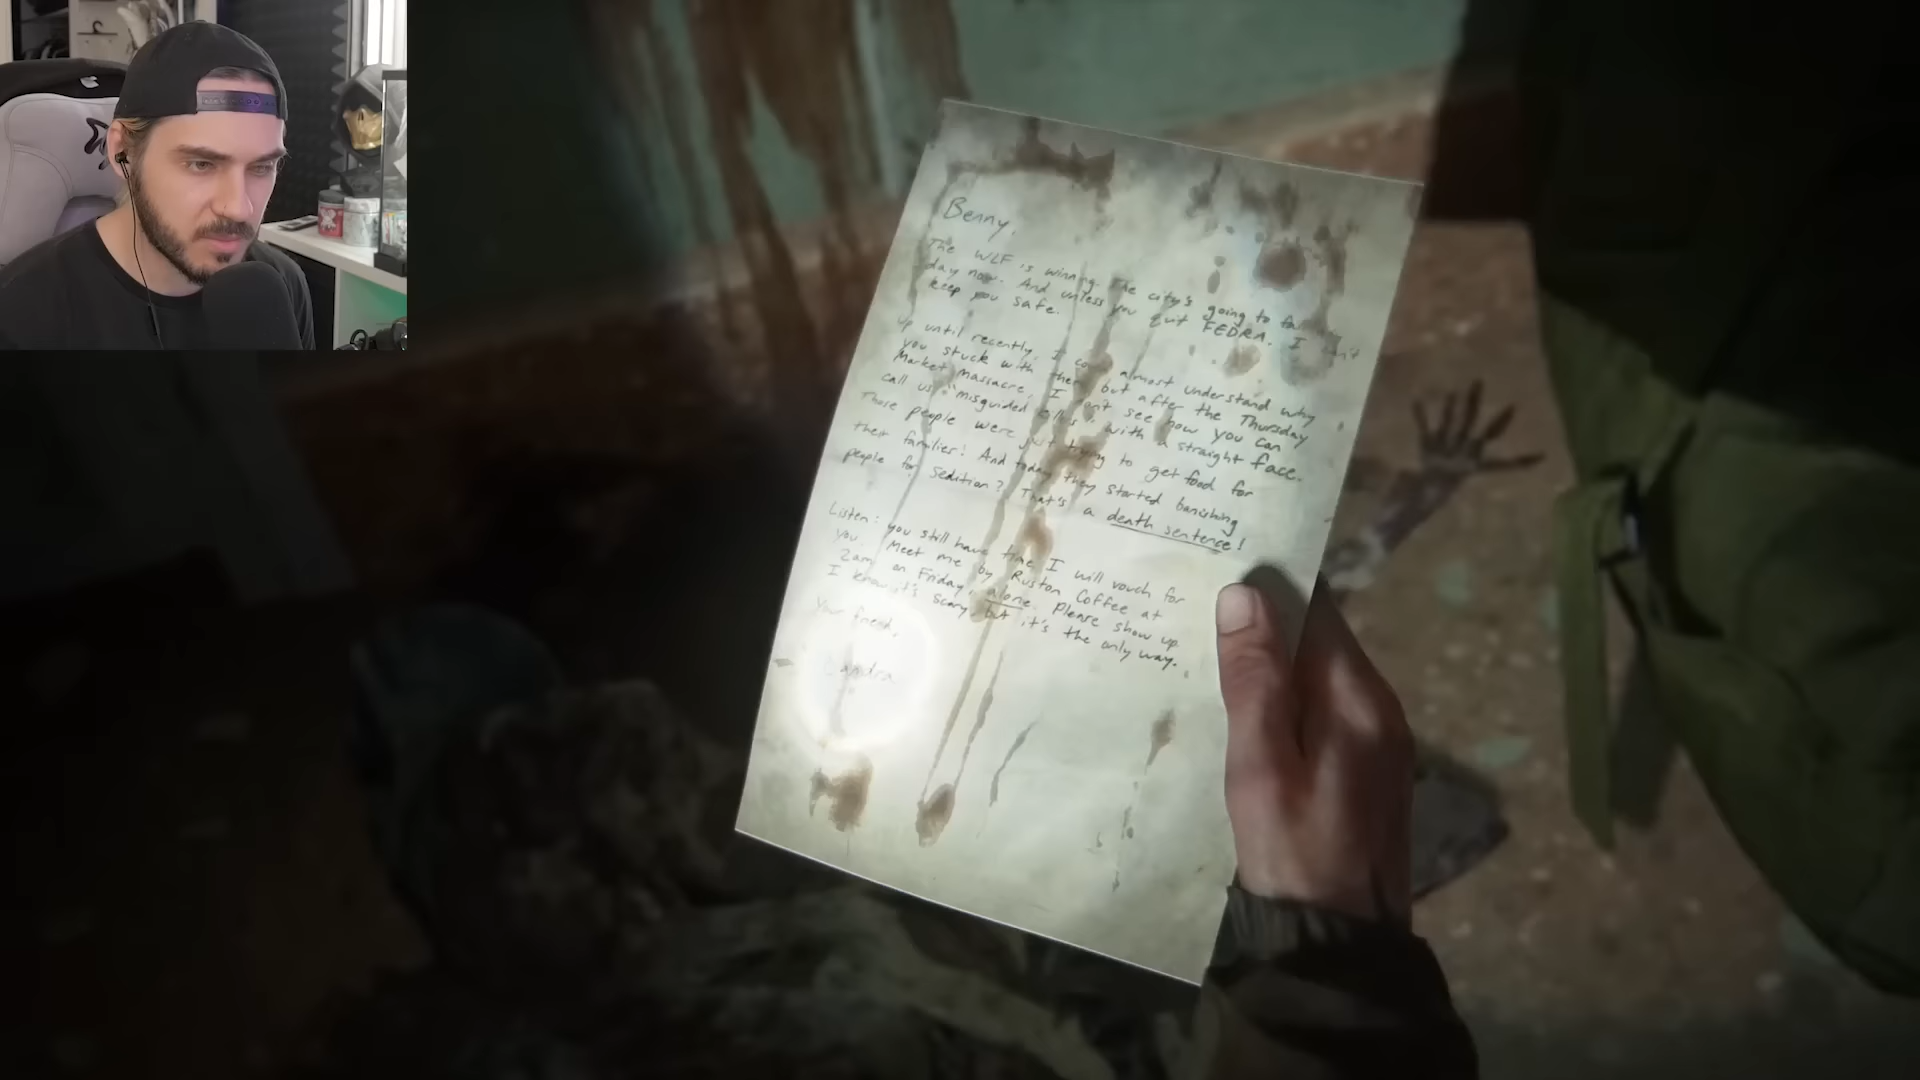 Benny,
The WLF is winning. The city's going to
day now. And unless you quit FEDRA. I
keep you safe.
Up until recently, I almost understand why
you stuck with them but after the Thursday
Market Massacre, I don't see how you can
call us "misguided with a straight face.
Those people were just trying to get food for
their families! And today they started banishing
people for sedition? That's a death sentence!
Listen: you still have time I will vouch for
you. Meet me by Ruston Coffee at
2am on Friday, alone. Please show up.
I know it's scary, but it's the only way.
Your friend,
andra